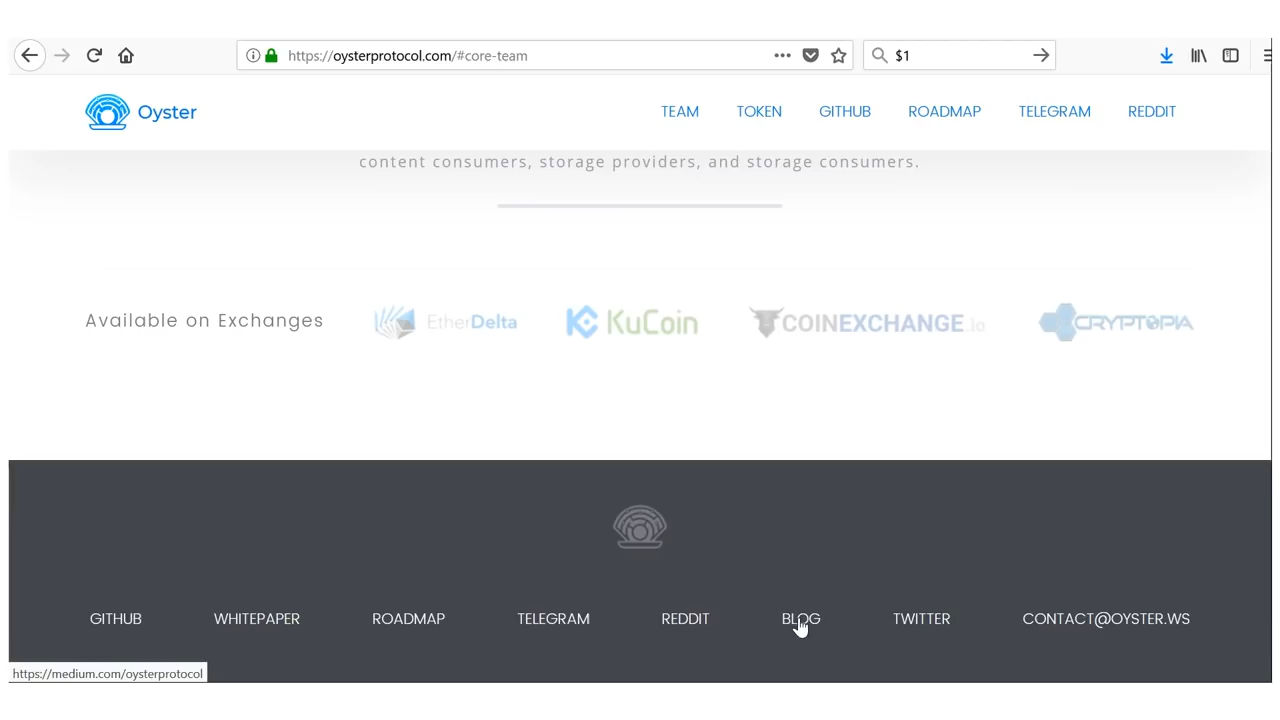 https://oysterprotocol.com/#core-team
$1
Oyster
TEAM
TOKEN
GITHUB
ROADMAP
TELEGRAM
REDDIT
content consumers, storage providers, and storage consumers.
Available on Exchanges
EtherDelta
KuCoin
COINEXCHANGE.io
CRYPTOPIA
GITHUB
WHITEPAPER
ROADMAP
TELEGRAM
REDDIT
BLOG
TWITTER
CONTACT@OYSTER.WS
https://medium.com/oysterprotocol